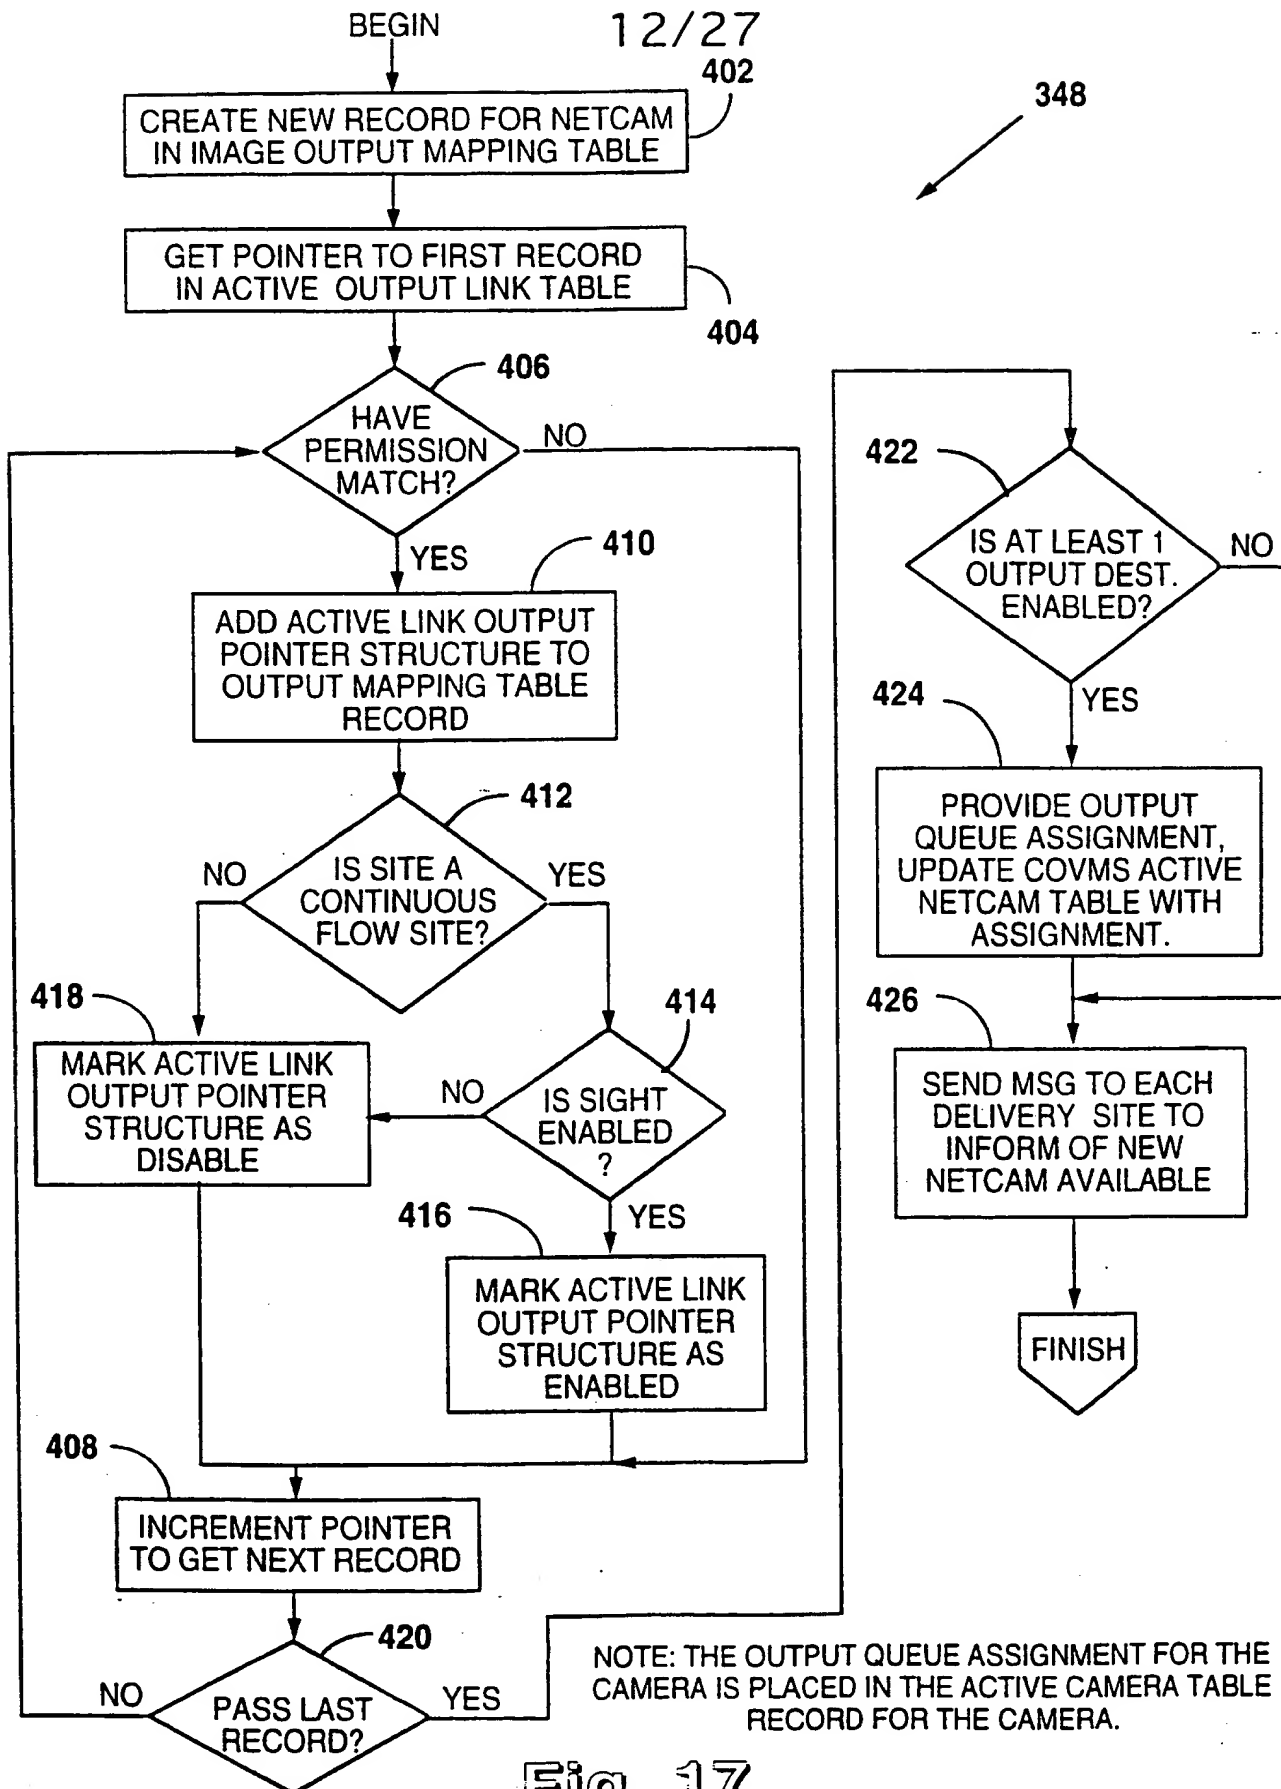 BEGIN
12/27
402
348
CREATE NEW RECORD FOR NETCAM
IN IMAGE OUTPUT MAPPING TABLE
GET POINTER TO FIRST RECORD
IN ACTIVE OUTPUT LINK TABLE
404
406
HAVE
PERMISSION
MATCH?
NO
YES
410
ADD ACTIVE LINK OUTPUT
POINTER STRUCTURE TO
OUTPUT MAPPING TABLE
RECORD
412
NO
IS SITE A
CONTINUOUS
FLOW SITE?
YES
418
414
MARK ACTIVE LINK
OUTPUT POINTER
STRUCTURE AS
DISABLE
NO
IS SIGHT
ENABLED
?
YES
416
MARK ACTIVE LINK
OUTPUT POINTER
STRUCTURE AS
ENABLED
408
INCREMENT POINTER
TO GET NEXT RECORD
420
NO
PASS LAST
RECORD?
YES
422
IS AT LEAST 1
OUTPUT DEST.
ENABLED?
NO
YES
424
PROVIDE OUTPUT
QUEUE ASSIGNMENT,
UPDATE COVMS ACTIVE
NETCAM TABLE WITH
ASSIGNMENT.
426
SEND MSG TO EACH
DELIVERY SITE TO
INFORM OF NEW
NETCAM AVAILABLE
FINISH
NOTE: THE OUTPUT QUEUE ASSIGNMENT FOR THE
CAMERA IS PLACED IN THE ACTIVE CAMERA TABLE
RECORD FOR THE CAMERA.
Fig. 17